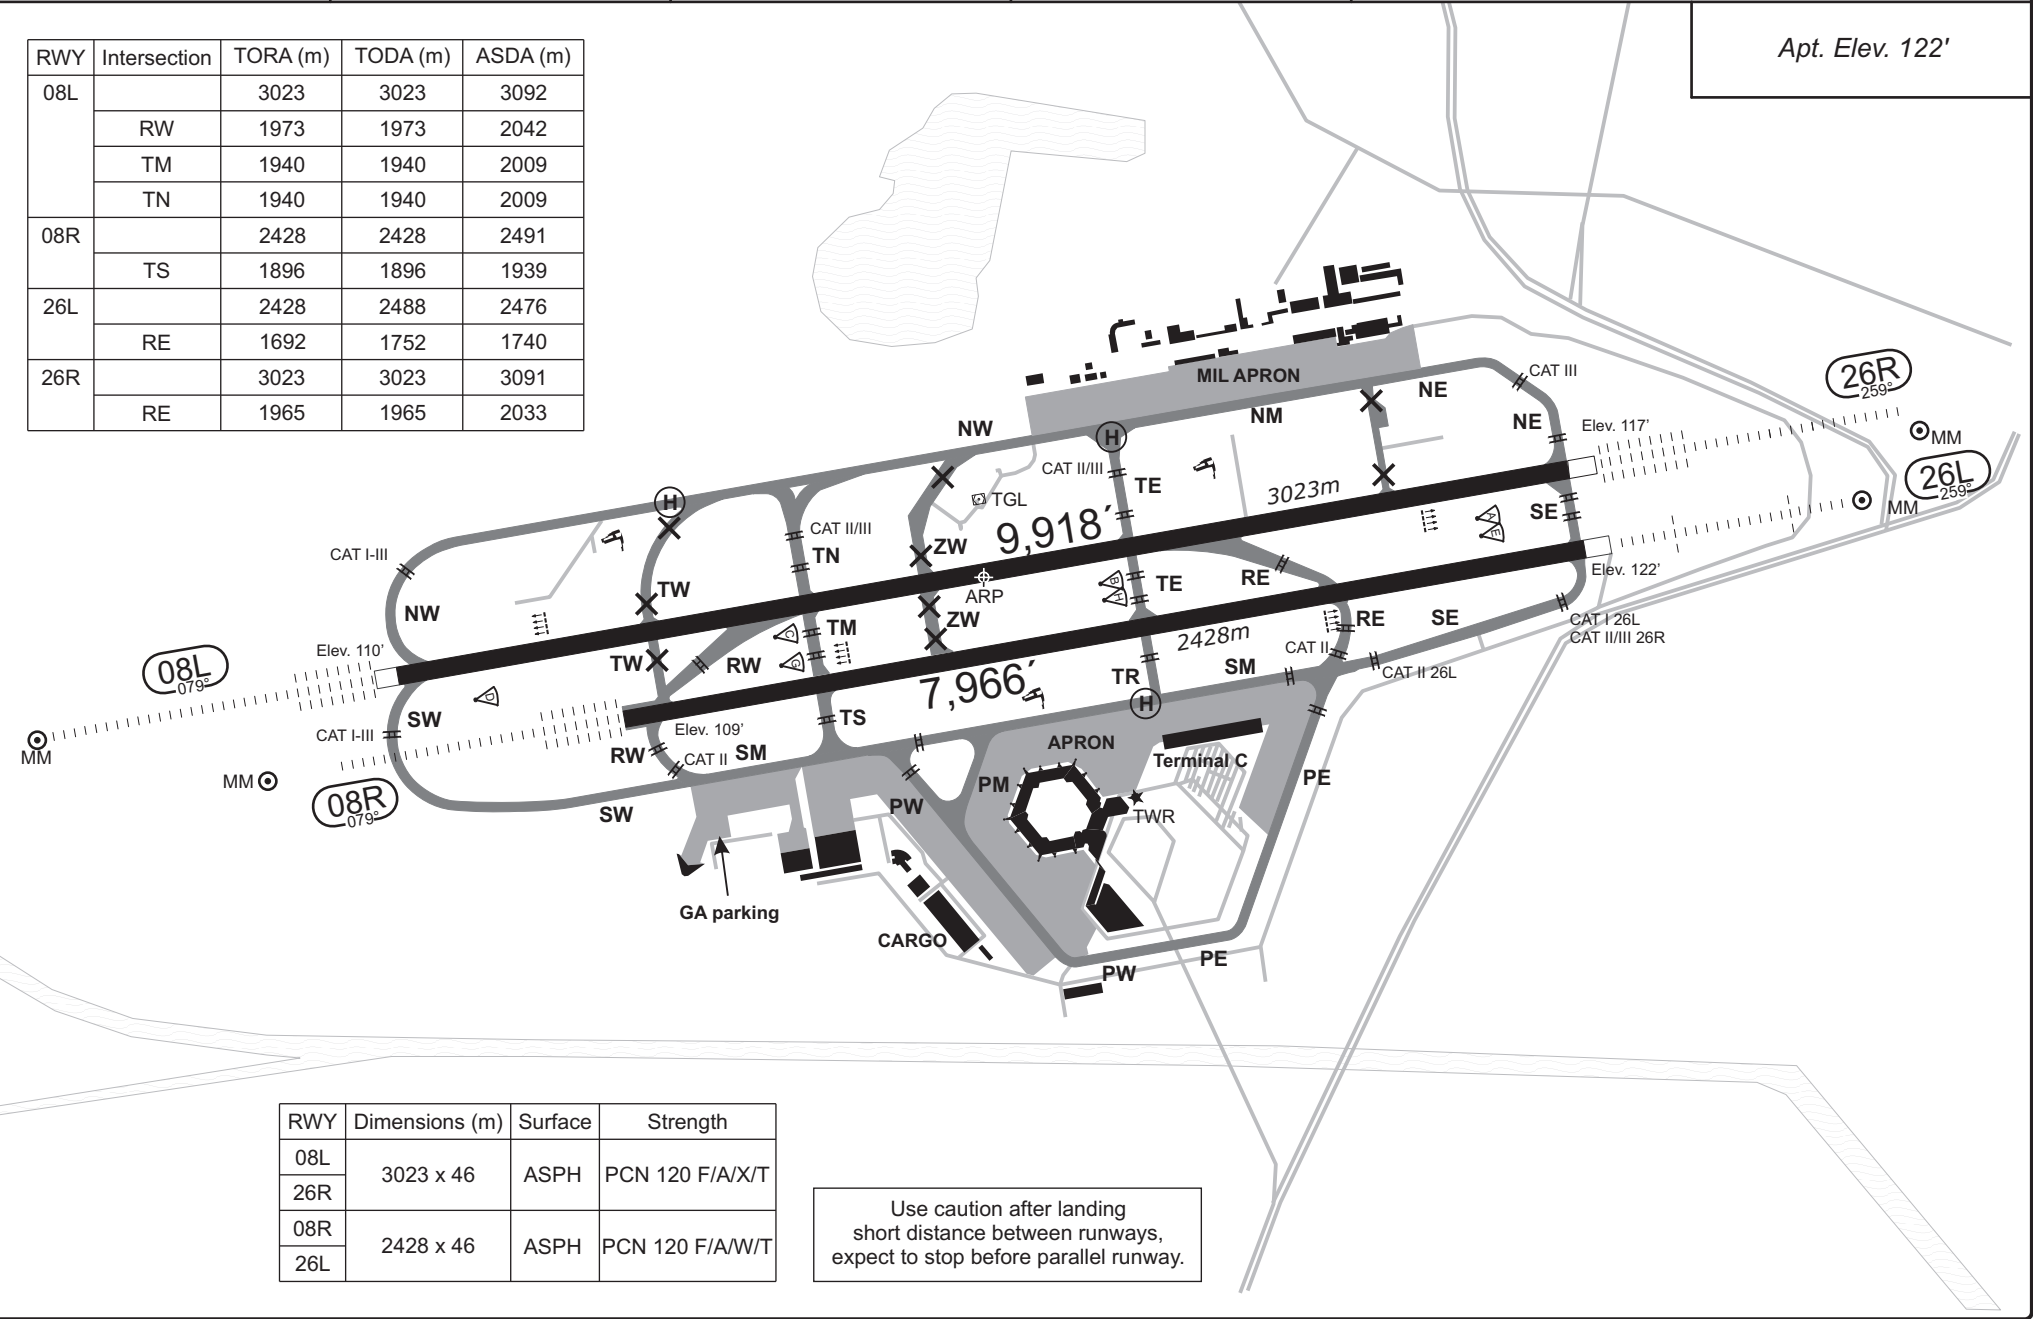 Apt. Elev. 122'
RWY Intersection TORA (m) TODA (m) ASDA (m)
08L 3023 3023 3092
RW 1973 1973 2042
TM 1940 1940 2009
TN 1940 1940 2009
08R 2428 2428 2491
TS 1896 1896 1939
26L 2428 2488 2476
RE 1692 1752 1740
26R 3023 3023 3091
RE 1965 1965 2033
MIL APRON
CAT III
NE
26R
259°
NM
NE
Elev. 117'
MM
NW
H
CAT II/III
TE
26L
259°
MM
3023m
TGL
H
CAT II/III
9,918´
SE
A
E
CAT I-III
TN
ZW
Elev. 122'
TW
ARP
B
H
TE
RE
NW
ZW
TM
C
RE
SE
CAT I 26L
CAT II/III 26R
2428m
Elev. 110'
TW
RW
G
CAT II
08L
079°
SM
CAT II 26L
TR
7,966´
D
H
SW
TS
Elev. 109'
CAT I-III
MM
RW
CAT II
SM
APRON
Terminal C
MM
08R
079°
PM
PE
SW
PW
TWR
GA parking
CARGO
PE
PW
RWY Dimensions (m) Surface Strength
08L
3023 x 46 ASPH PCN 120 F/A/X/T
26R
08R
2428 x 46 ASPH PCN 120 F/A/W/T
26L
Use caution after landing
short distance between runways,
expect to stop before parallel runway.